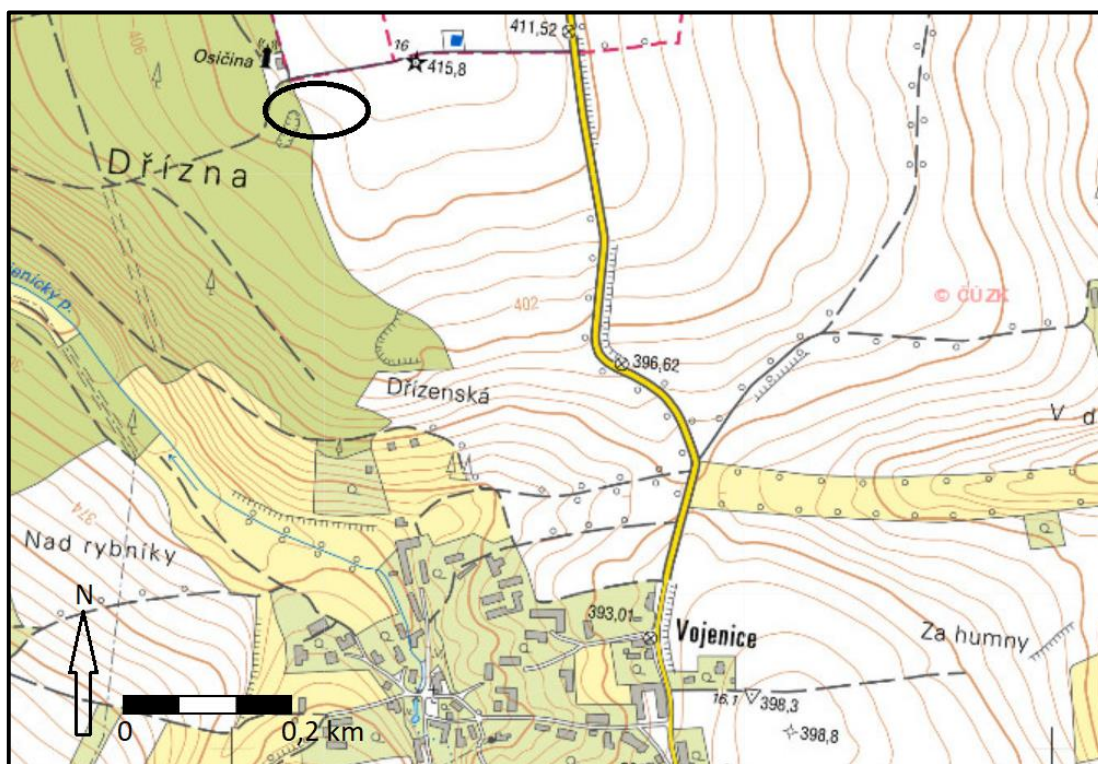 411,52
406
Osičina
16
415,8
Dřízna
enický p.
402
© ČÚZK
396,62
Dřízenská
V d
374
Nad rybníky
N
393,01
Vojenice
Za humny
16.1
398,3
398,8
0
0,2 km